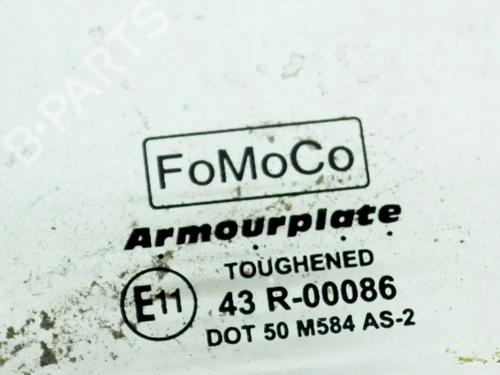 B-PARTS
FoMoCo
Armourplate
TOUGHENED
E11
43 R-00086
DOT 50 M584 AS-2